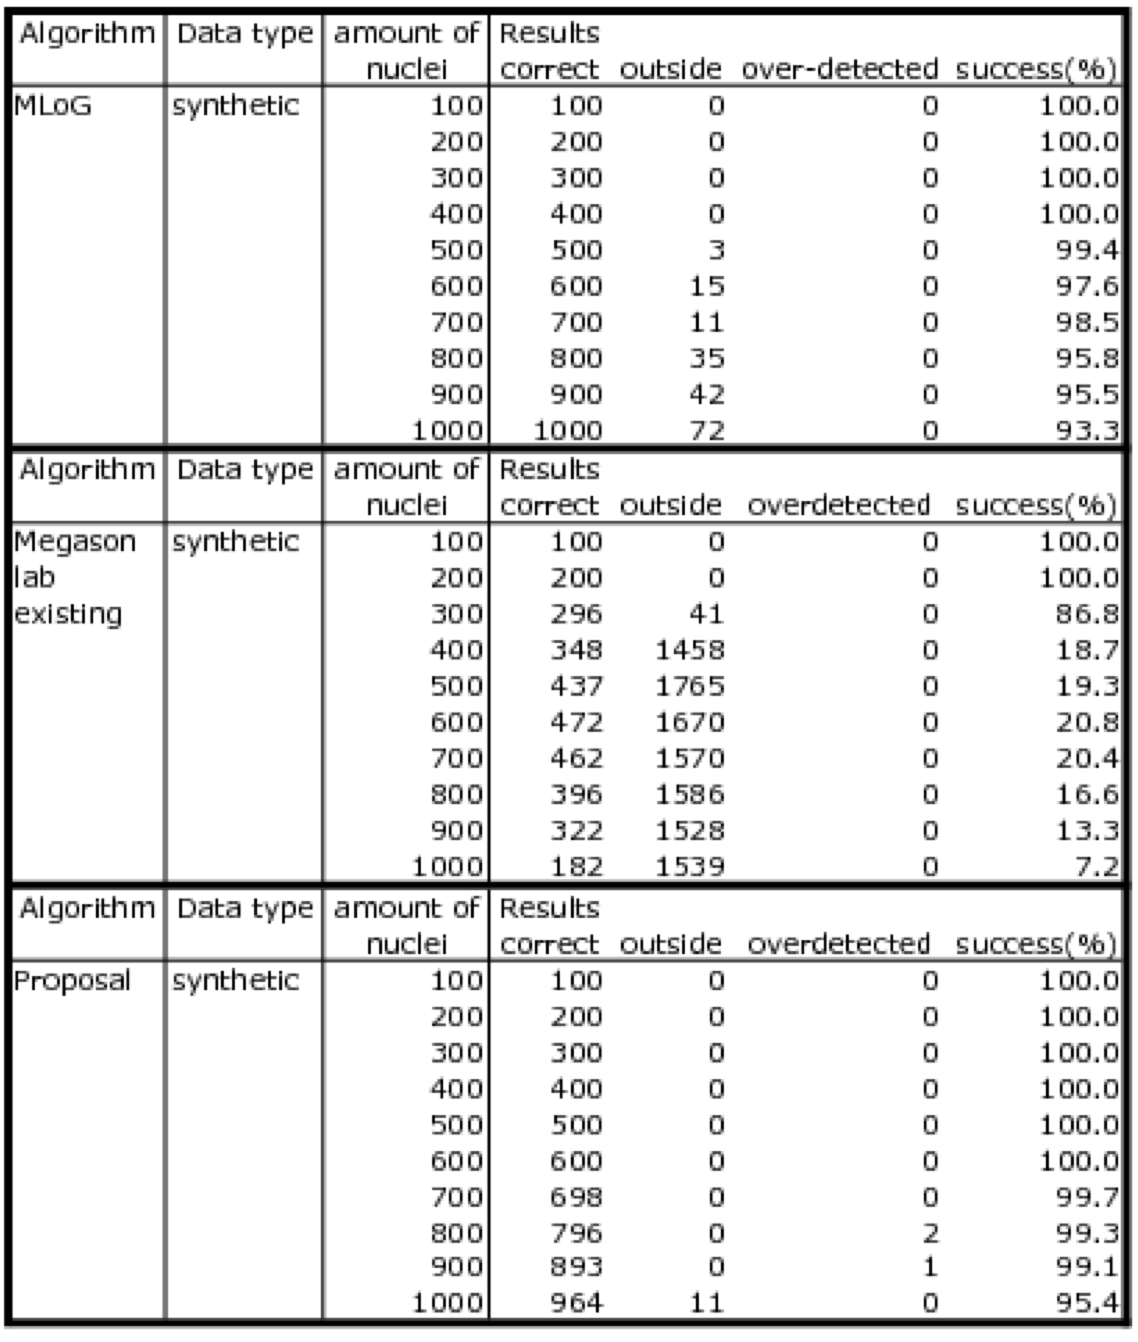 Algorithm Data type amount of Results
nuclei correct outside over-detected success(%)
MLoG synthetic 100 100 0 0 100.0
200 200 0 0 100.0
300 300 0 0 100.0
400 400 0 0 100.0
500 500 3 0 99.4
600 600 15 0 97.6
700 700 11 0 98.5
800 800 35 0 95.8
900 900 42 0 95.5
1000 1000 72 0 93.3
Algorithm Data type amount of Results
nuclei correct outside overdetected success(%)
Megason synthetic 100 100 0 0 100.0
lab 200 200 0 0 100.0
existing 300 296 41 0 86.8
400 348 1458 0 18.7
500 437 1765 0 19.3
600 472 1670 0 20.8
700 462 1570 0 20.4
800 396 1586 0 16.6
900 322 1528 0 13.3
1000 182 1539 0 7.2
Algorithm Data type amount of Results
nuclei correct outside overdetected success(%)
Proposal synthetic 100 100 0 0 100.0
200 200 0 0 100.0
300 300 0 0 100.0
400 400 0 0 100.0
500 500 0 0 100.0
600 600 0 0 100.0
700 698 0 0 99.7
800 796 0 2 99.3
900 893 0 1 99.1
1000 964 11 0 95.4